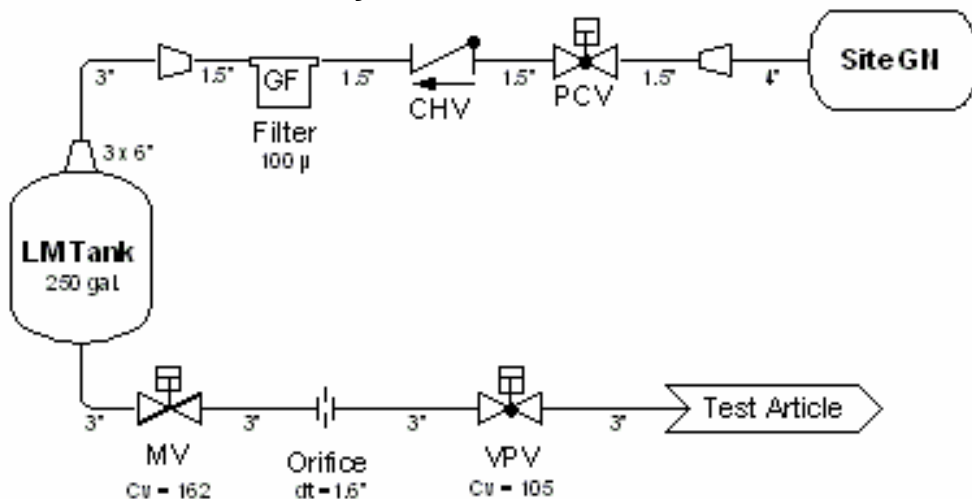 3"
1.5"
GF
1.5"
1.5"
1.5"
4"
Site GN
CHV
PCV
Filter
100 µ
3 x 6"
LM Tank
250 gal.
3"
3"
3"
3"
Test Article
MV
Orifice
VPV
Cv = 162
dt = 1.6"
Cv = 105